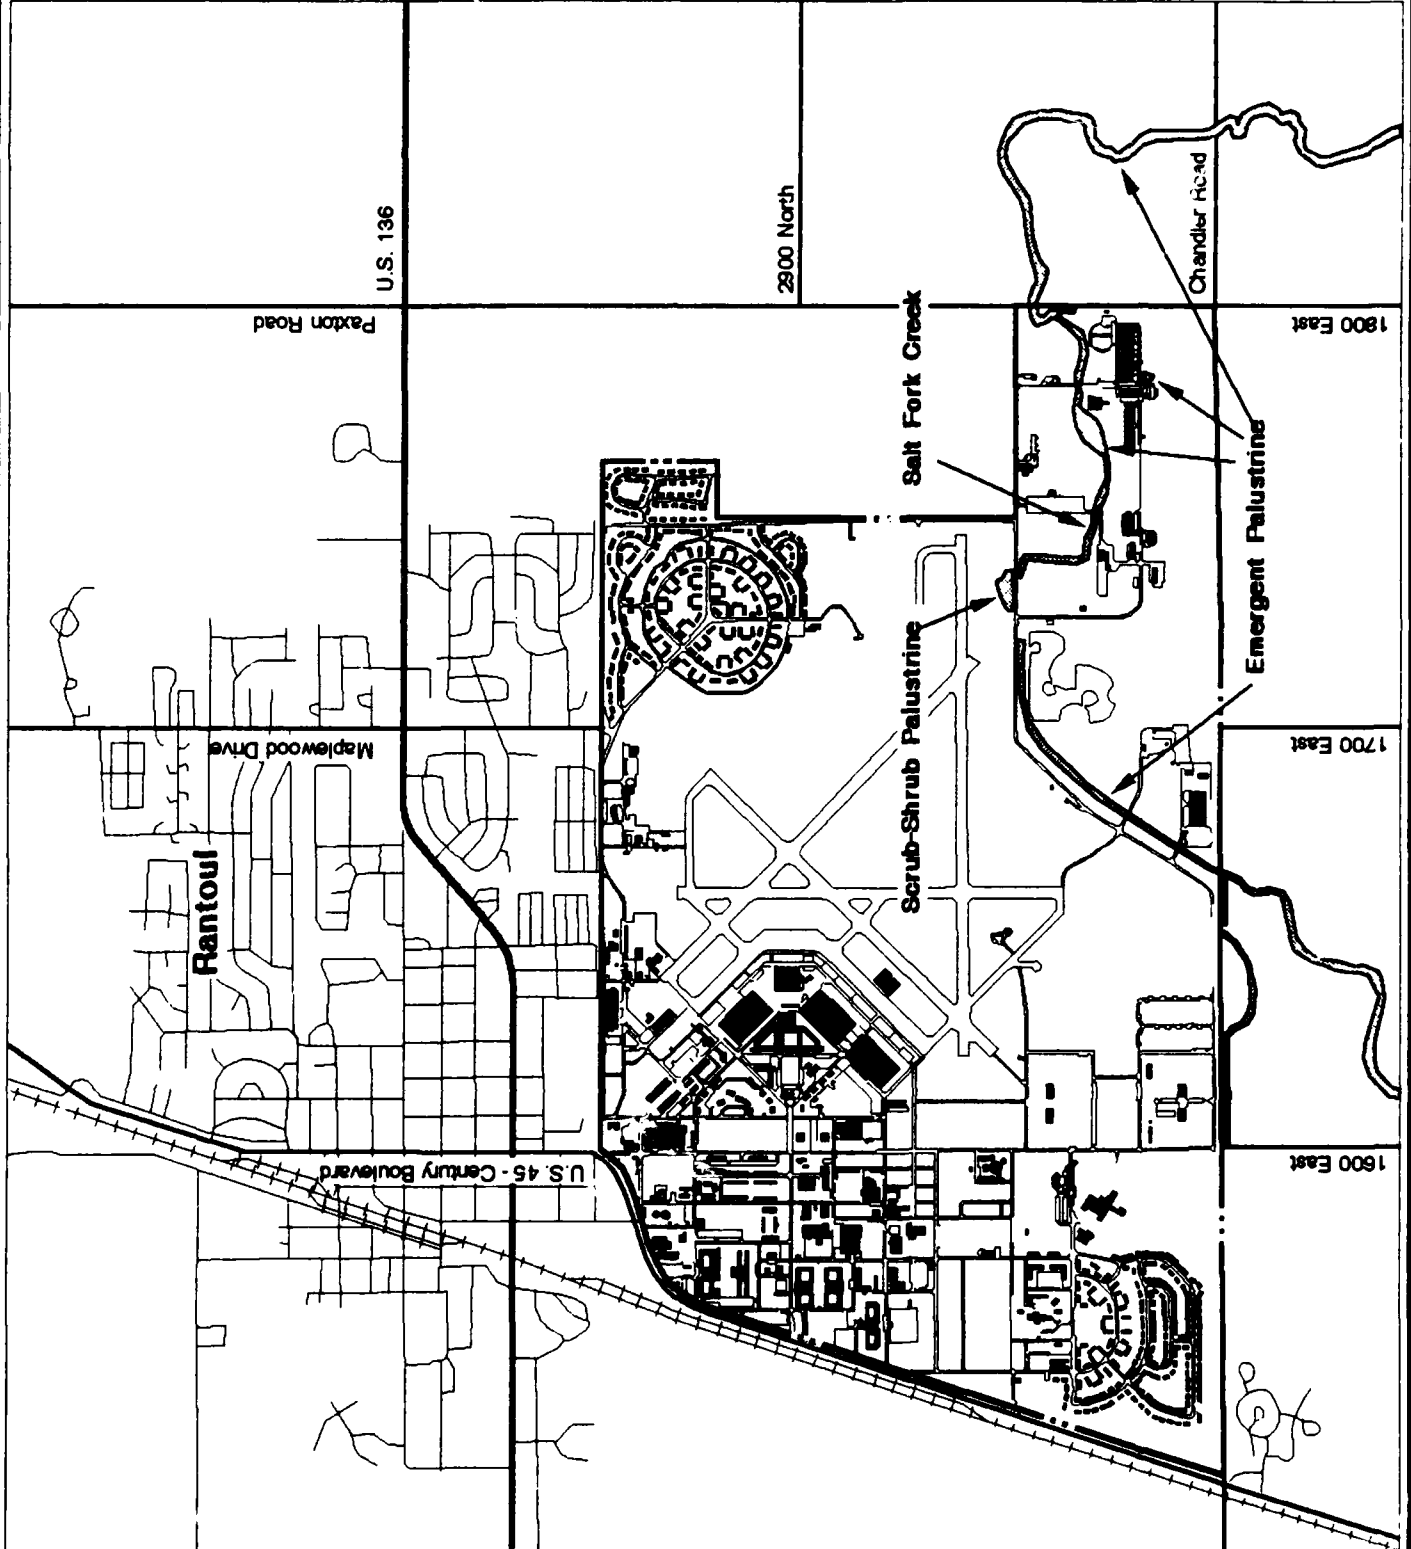 U.S. 136
2900 North
Chandler Road
Paxton Road
1800 East
Salt Fork Creek
Emergent Palustrine
Scrub-Shrub Palustrine
Maplewood Drive
1700 East
Rantoul
U.S. 45 - Century Boulevard
1600 East